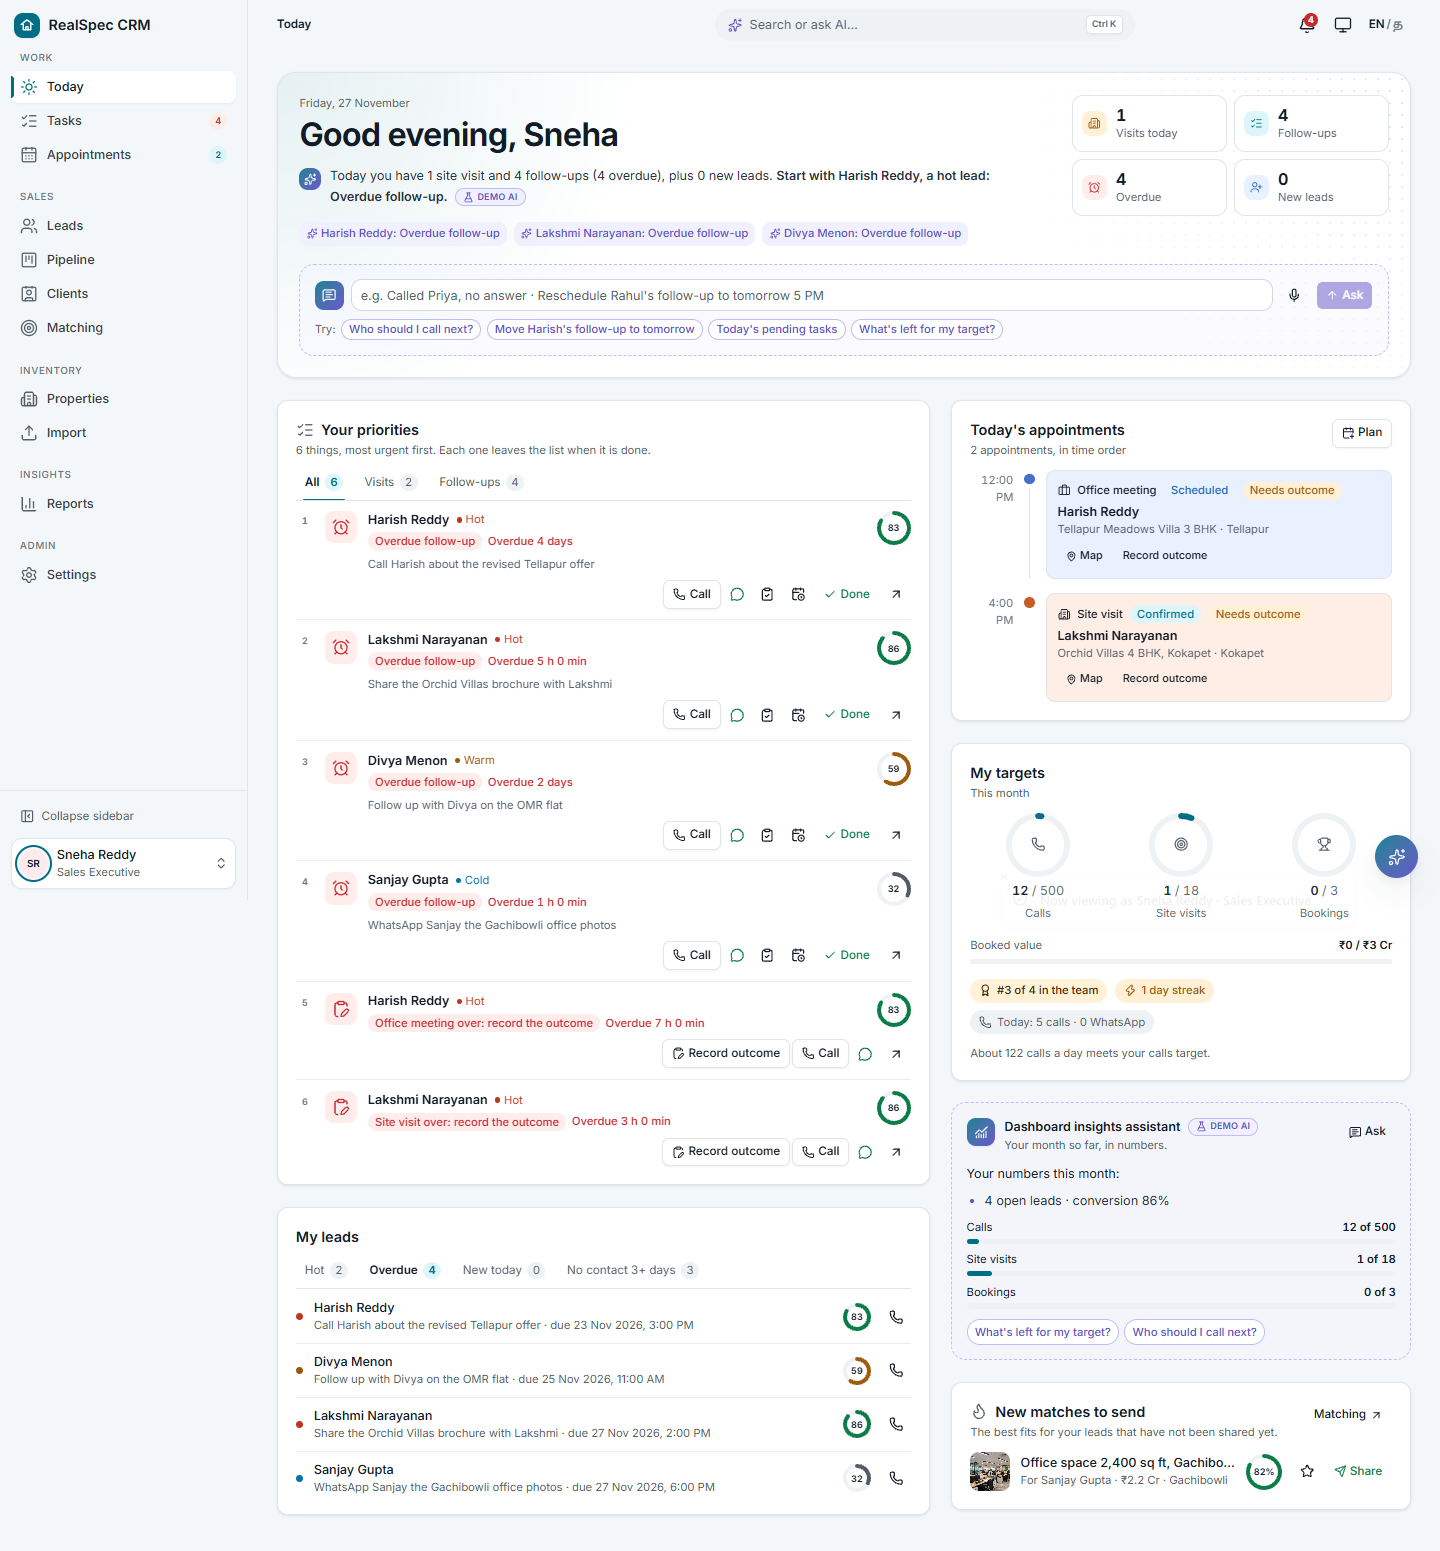 RealSpec CRM
WORK
Today
Tasks
4
Appointments
2
SALES
Leads
Pipeline
Clients
Matching
INVENTORY
Properties
Import
INSIGHTS
Reports
ADMIN
Settings
Collapse sidebar
SR
Sneha Reddy
Sales Executive
Today
Search or ask AI...
Ctrl K
4
EN / த
Friday, 27 November
Good evening, Sneha
Today you have 1 site visit and 4 follow-ups (4 overdue), plus 0 new leads. Start with Harish Reddy, a hot lead:
Overdue follow-up. DEMO AI
Harish Reddy: Overdue follow-up
Lakshmi Narayanan: Overdue follow-up
Divya Menon: Overdue follow-up
1
Visits today
4
Follow-ups
4
Overdue
0
New leads
e.g. Called Priya, no answer · Reschedule Rahul's follow-up to tomorrow 5 PM
Ask
Try:
Who should I call next?
Move Harish's follow-up to tomorrow
Today's pending tasks
What's left for my target?
Your priorities
6 things, most urgent first. Each one leaves the list when it is done.
All 6
Visits 2
Follow-ups 4
1
Harish Reddy Hot
Overdue follow-up Overdue 4 days
Call Harish about the revised Tellapur offer
83
Call
Done
2
Lakshmi Narayanan Hot
Overdue follow-up Overdue 5 h 0 min
Share the Orchid Villas brochure with Lakshmi
86
Call
Done
3
Divya Menon Warm
Overdue follow-up Overdue 2 days
Follow up with Divya on the OMR flat
59
Call
Done
4
Sanjay Gupta Cold
Overdue follow-up Overdue 1 h 0 min
WhatsApp Sanjay the Gachibowli office photos
32
Call
Done
5
Harish Reddy Hot
Office meeting over: record the outcome Overdue 7 h 0 min
83
Record outcome
Call
6
Lakshmi Narayanan Hot
Site visit over: record the outcome Overdue 3 h 0 min
86
Record outcome
Call
My leads
Hot 2
Overdue 4
New today 0
No contact 3+ days 3
Harish Reddy
Call Harish about the revised Tellapur offer · due 23 Nov 2026, 3:00 PM
83
Divya Menon
Follow up with Divya on the OMR flat · due 25 Nov 2026, 11:00 AM
59
Lakshmi Narayanan
Share the Orchid Villas brochure with Lakshmi · due 27 Nov 2026, 2:00 PM
86
Sanjay Gupta
WhatsApp Sanjay the Gachibowli office photos · due 27 Nov 2026, 6:00 PM
32
Today's appointments
2 appointments, in time order
Plan
12:00
PM
Office meeting Scheduled Needs outcome
Harish Reddy
Tellapur Meadows Villa 3 BHK · Tellapur
Map
Record outcome
4:00
PM
Site visit Confirmed Needs outcome
Lakshmi Narayanan
Orchid Villas 4 BHK, Kokapet · Kokapet
Map
Record outcome
My targets
This month
12 / 500
Calls
1 / 18
Site visits
0 / 3
Bookings
Now viewing as Sneha Reddy · Sales Executive
Booked value
₹0 / ₹3 Cr
#3 of 4 in the team
1 day streak
Today: 5 calls · 0 WhatsApp
About 122 calls a day meets your calls target.
Dashboard insights assistant DEMO AI
Your month so far, in numbers.
Ask
Your numbers this month:
• 4 open leads · conversion 86%
Calls
12 of 500
Site visits
1 of 18
Bookings
0 of 3
What's left for my target?
Who should I call next?
New matches to send
Matching
The best fits for your leads that have not been shared yet.
Office space 2,400 sq ft, Gachibo...
For Sanjay Gupta · ₹2.2 Cr · Gachibowli
82%
Share